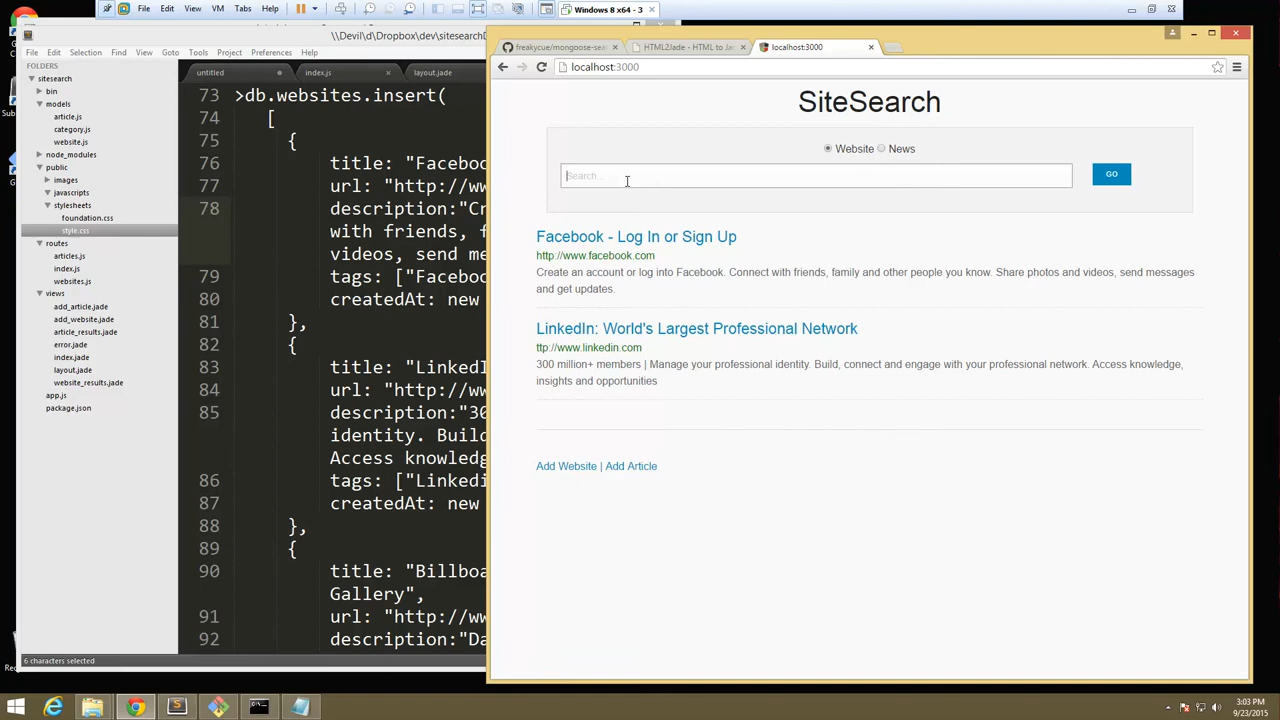 File Edit View VM Tabs Help
Windows 8 x64 - 3
\\Devil\d\Dropbox\dev\sitesearch
File Edit Selection Find View Goto Tools Project Preferences Help
FOLDERS
sitesearch
bin
models
article.js
category.js
website.js
node_modules
public
images
javascripts
stylesheets
foundation.css
style.css
routes
articles.js
index.js
websites.js
views
add_article.jade
add_website.jade
article_results.jade
error.jade
index.jade
layout.jade
website_results.jade
app.js
package.json
6 characters selected
untitled index.js layout.jade
73 >db.websites.insert(
74 [
75 {
76 title: "Facebo
77 url: "http://ww
78 description:"Cr
with friends, f
videos, send me
79 tags: ["Facebo
80 createdAt: new
81 },
82 {
83 title: "LinkedI
84 url: "http://ww
85 description:"30
identity. Buil
Access knowledg
86 tags: ["Linkedi
87 createdAt: new
88 },
89 {
90 title: "Billboa
Gallery",
91 url: "http://ww
92 description:"Da
freakycue/mongoose-sea HTML2Jade - HTML to Ja localhost:3000
localhost:3000
SiteSearch
Website News
Search...
GO
Facebook - Log In or Sign Up
http://www.facebook.com
Create an account or log into Facebook. Connect with friends, family and other people you know. Share photos and videos, send messages
and get updates.
LinkedIn: World's Largest Professional Network
ttp://www.linkedin.com
300 million+ members | Manage your professional identity. Build, connect and engage with your professional network. Access knowledge,
insights and opportunities
Add Website | Add Article
3:03 PM
9/23/2015